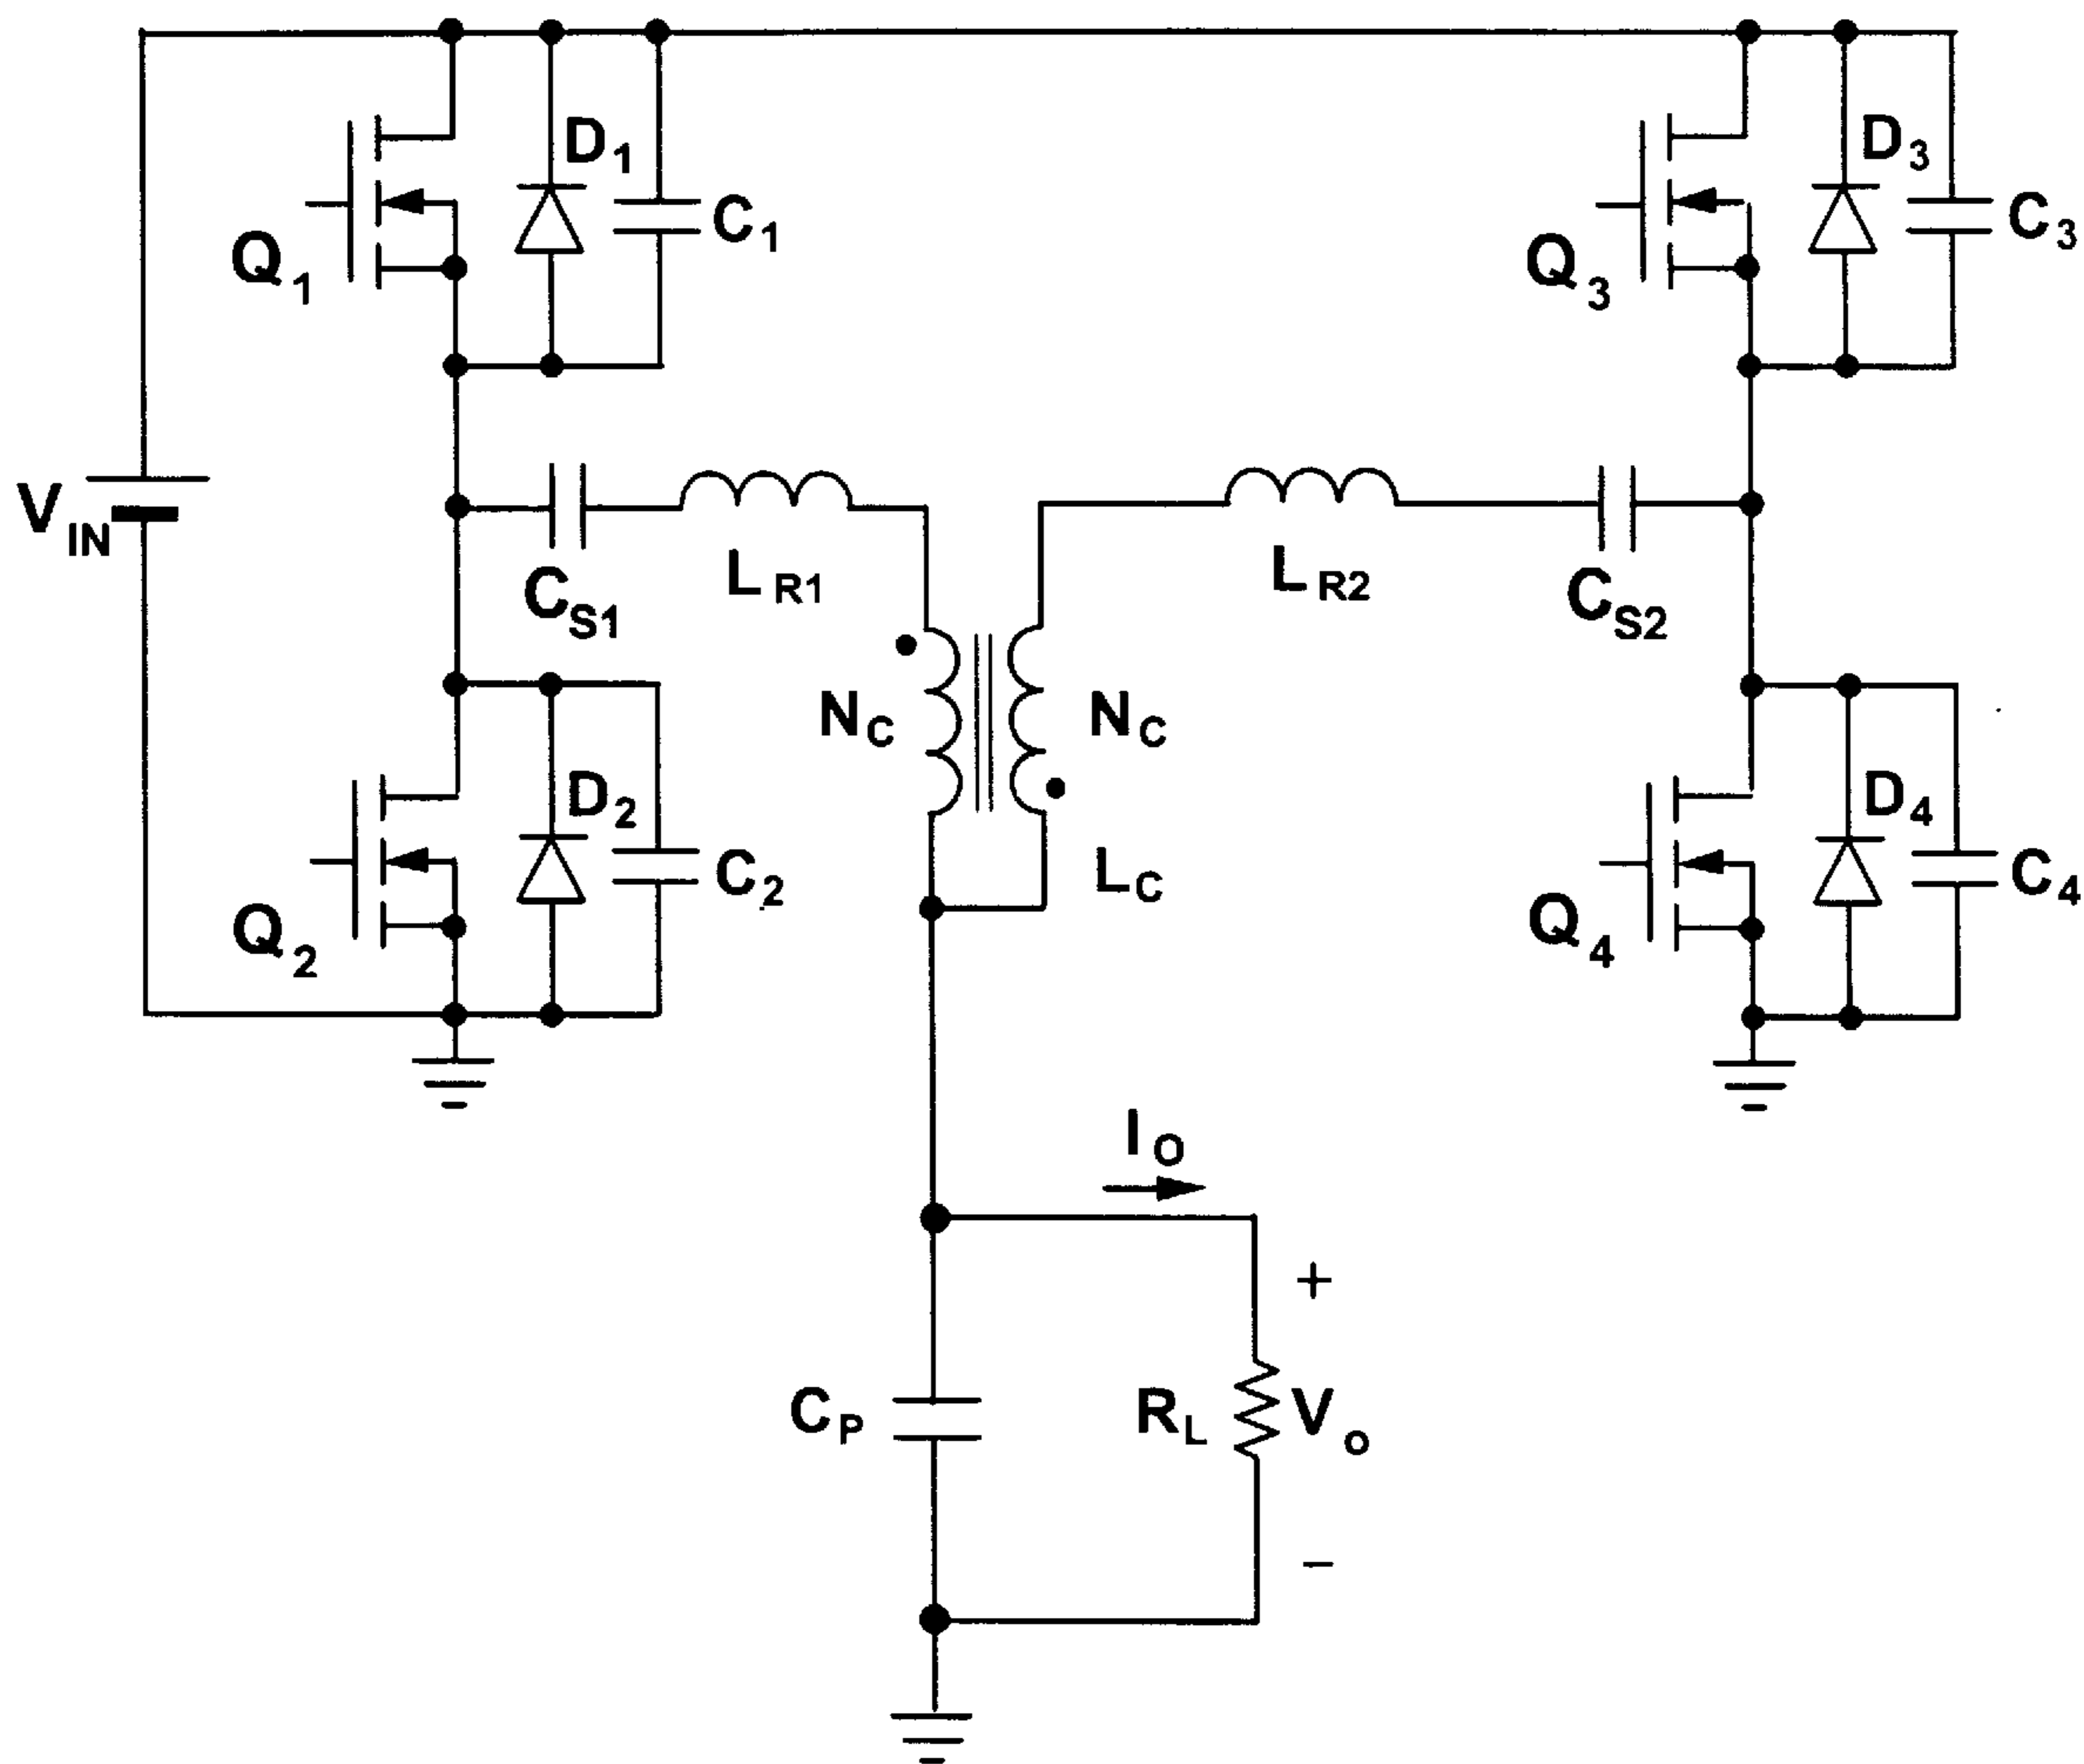 D1
C1
Q1
D3
C3
Q3
VIN
CS1
LR1
LR2
CS2
NC
NC
D2
C2
Q2
LC
D4
C4
Q4
IO
+
CP
RL
Vo
−